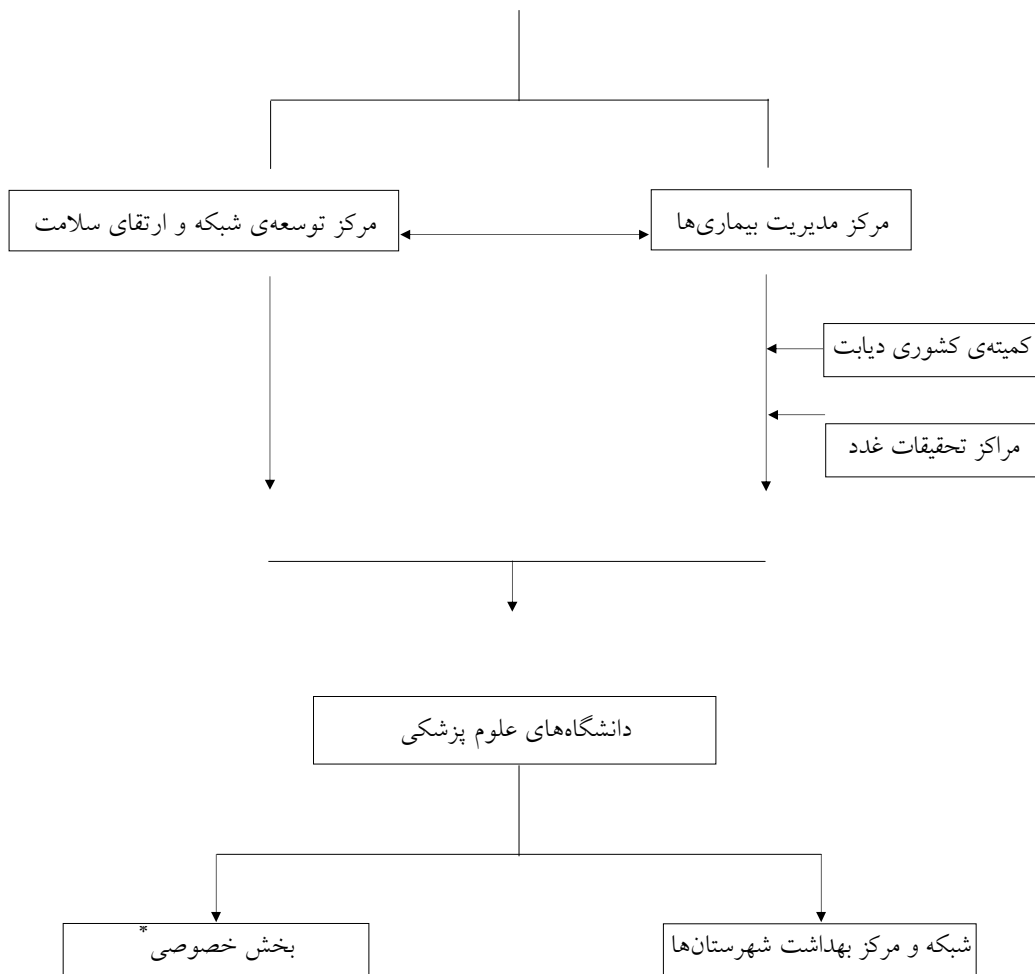 مرکز مدیریت بیماری‌ها
مرکز توسعه‌ی شبکه و ارتقای سلامت
کمیته‌ی کشوری دیابت
مراکز تحقیقات غدد
دانشگاه‌های علوم پزشکی
شبکه و مرکز بهداشت شهرستان‌ها
بخش خصوصی*